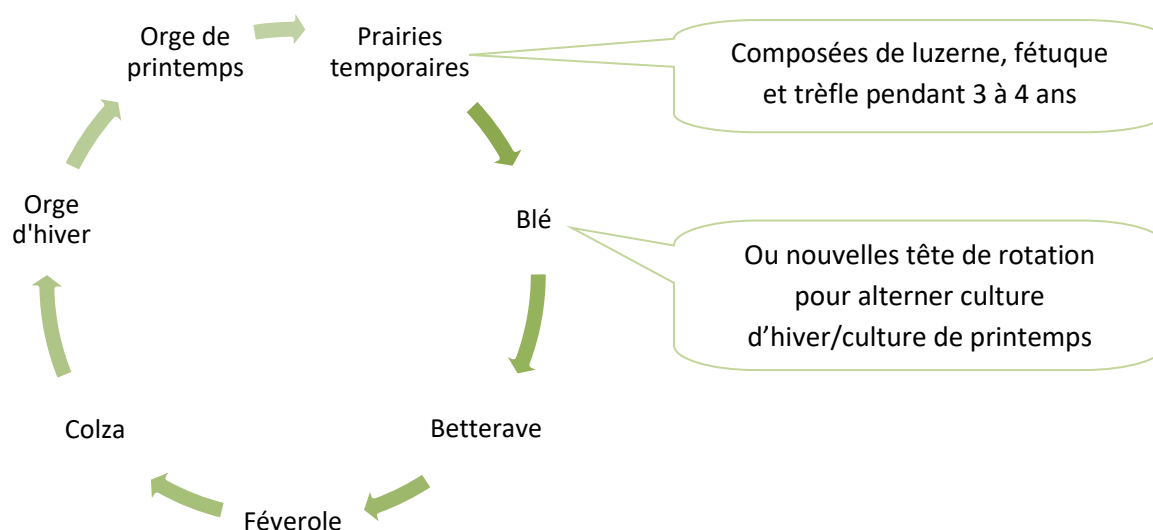 Orge de
printemps
Prairies
temporaires
Composées de luzerne, fétuque
et trèfle pendant 3 à 4 ans
Blé
Ou nouvelles tête de rotation
pour alterner culture
d’hiver/culture de printemps
Betterave
Féverole
Colza
Orge
d'hiver